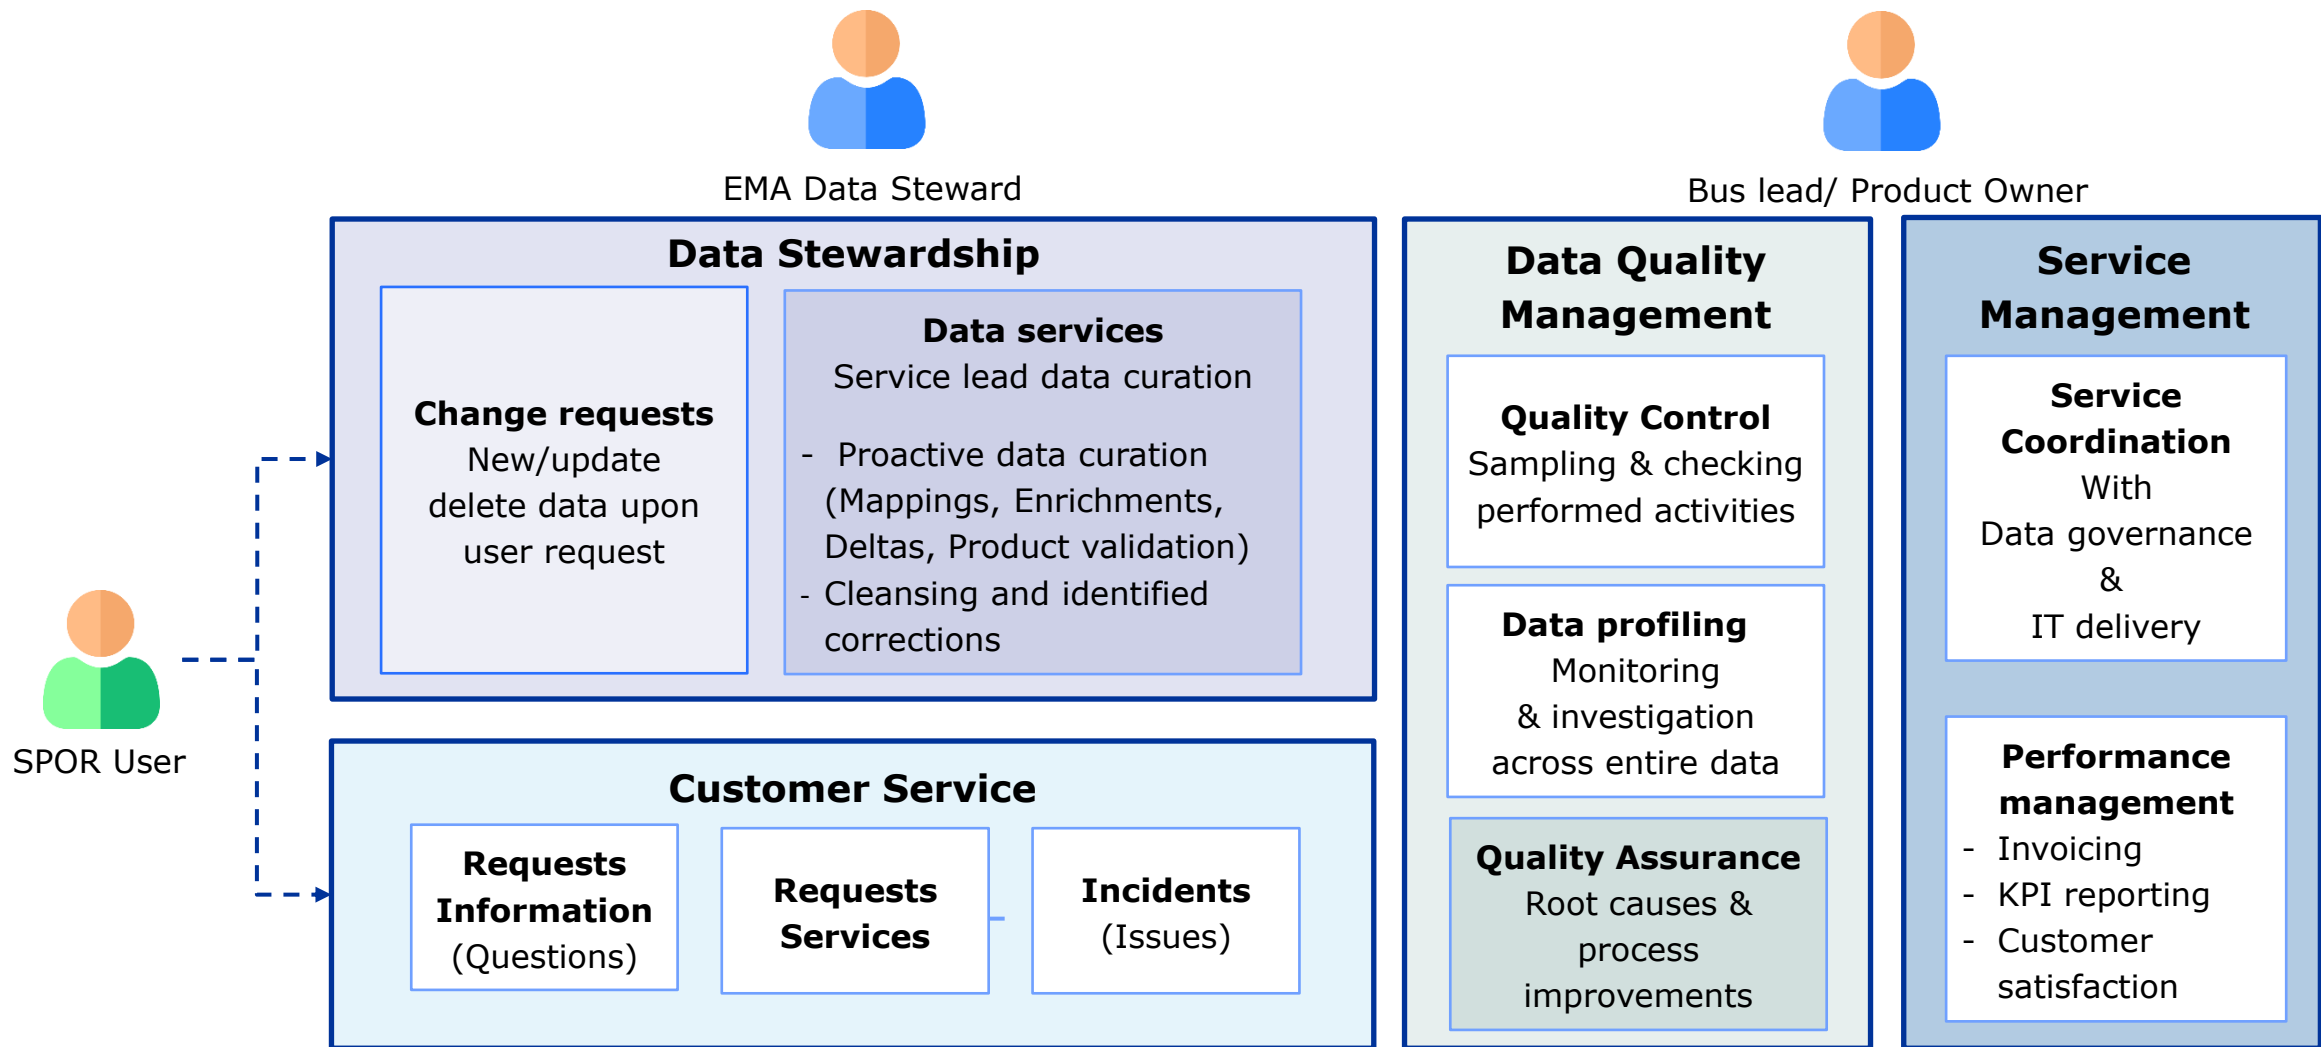 EMA Data Steward
Bus lead/ Product Owner
SPOR User
Data Stewardship
Change requests
New/update
delete data upon
user request
Data services
Service lead data curation
- Proactive data curation
(Mappings, Enrichments,
Deltas, Product validation)
- Cleansing and identified
corrections
Customer Service
Requests
Information
(Questions)
Requests
Services
Incidents
(Issues)
Data Quality
Management
Quality Control
Sampling & checking
performed activities
Data profiling
Monitoring
& investigation
across entire data
Quality Assurance
Root causes &
process
improvements
Service
Management
Service
Coordination
With
Data governance
&
IT delivery
Performance
management
- Invoicing
- KPI reporting
- Customer
satisfaction